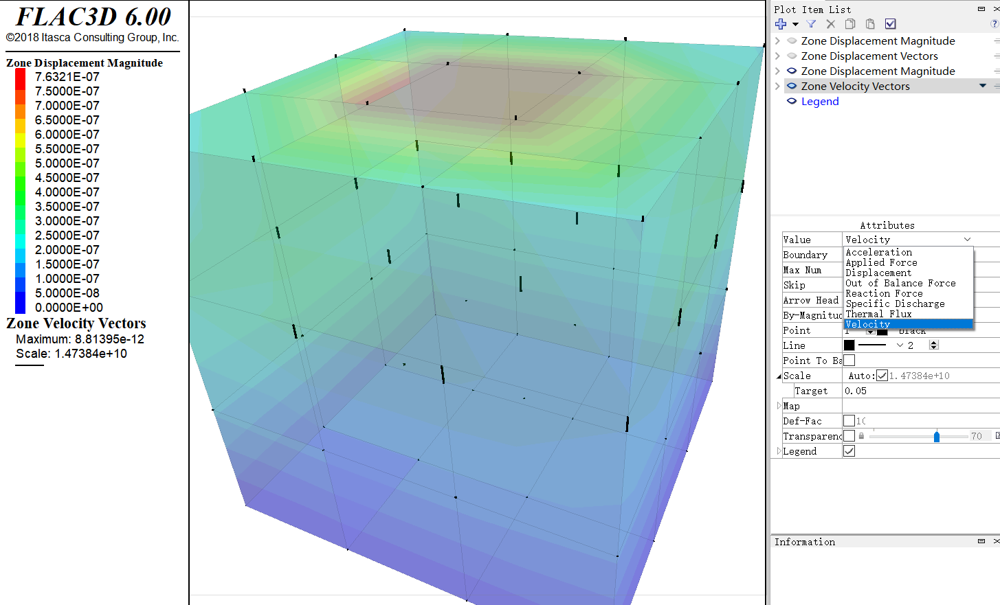 FLAC3D 6.00
©2018 Itasca Consulting Group, Inc.
Zone Displacement Magnitude
7.6321E-07
7.5000E-07
7.0000E-07
6.5000E-07
6.0000E-07
5.5000E-07
5.0000E-07
4.5000E-07
4.0000E-07
3.5000E-07
3.0000E-07
2.5000E-07
2.0000E-07
1.5000E-07
1.0000E-07
5.0000E-08
0.0000E+00
Zone Velocity Vectors
Maximum: 8.81395e-12
Scale: 1.47384e+10
Plot Item List
Zone Displacement Magnitude
Zone Displacement Vectors
Zone Displacement Magnitude
Zone Velocity Vectors
Legend
Attributes
Value Velocity
Boundary Acceleration
Applied Force
Max Num Displacement
Skip Out of Balance Force
Reaction Force
Arrow Head Specific Discharge
By-Magnitud Thermal Flux
Velocity
Point 1 black
Line 2
Point To Ba
Scale Auto: 1.47384e+10
Target 0.05
Map
Def-Fac 10
Transparenc 70
Legend
Information